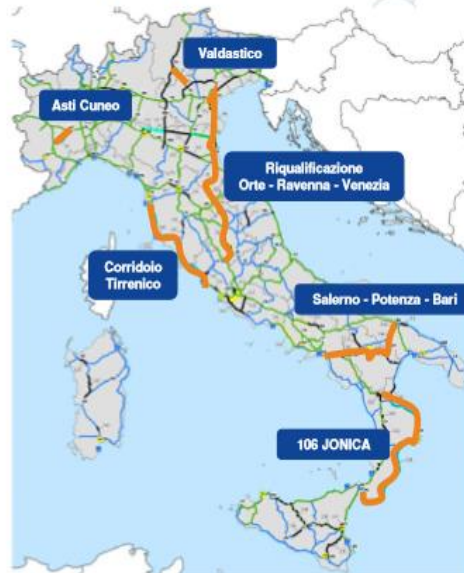 Valdastico
Asti Cuneo
Riqualificazione
Orte - Ravenna - Venezia
Corridoio
Tirrenico
Salerno - Potenza - Bari
106 JONICA